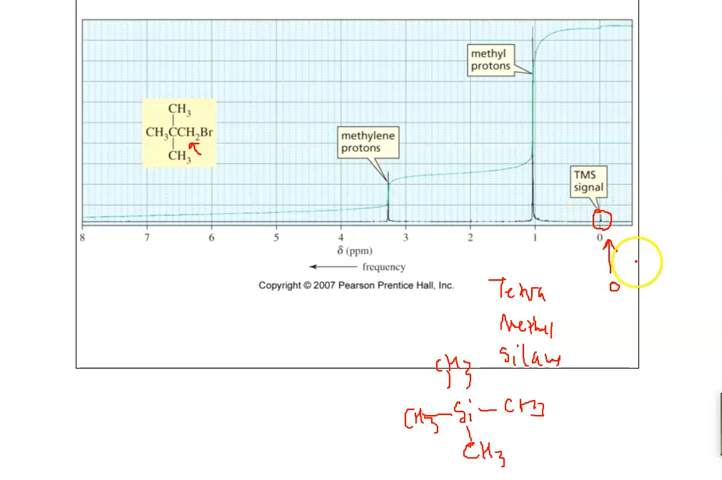 methyl
protons
CH3
CH3CCH2Br
CH3
methylene
protons
TMS
signal
8 7 6 5 4 3 2 1 0
δ (ppm)
frequency
Copyright © 2007 Pearson Prentice Hall, Inc.
0
Tetra
Methyl
Silane
CH3
CH3 Si CH3
CH3